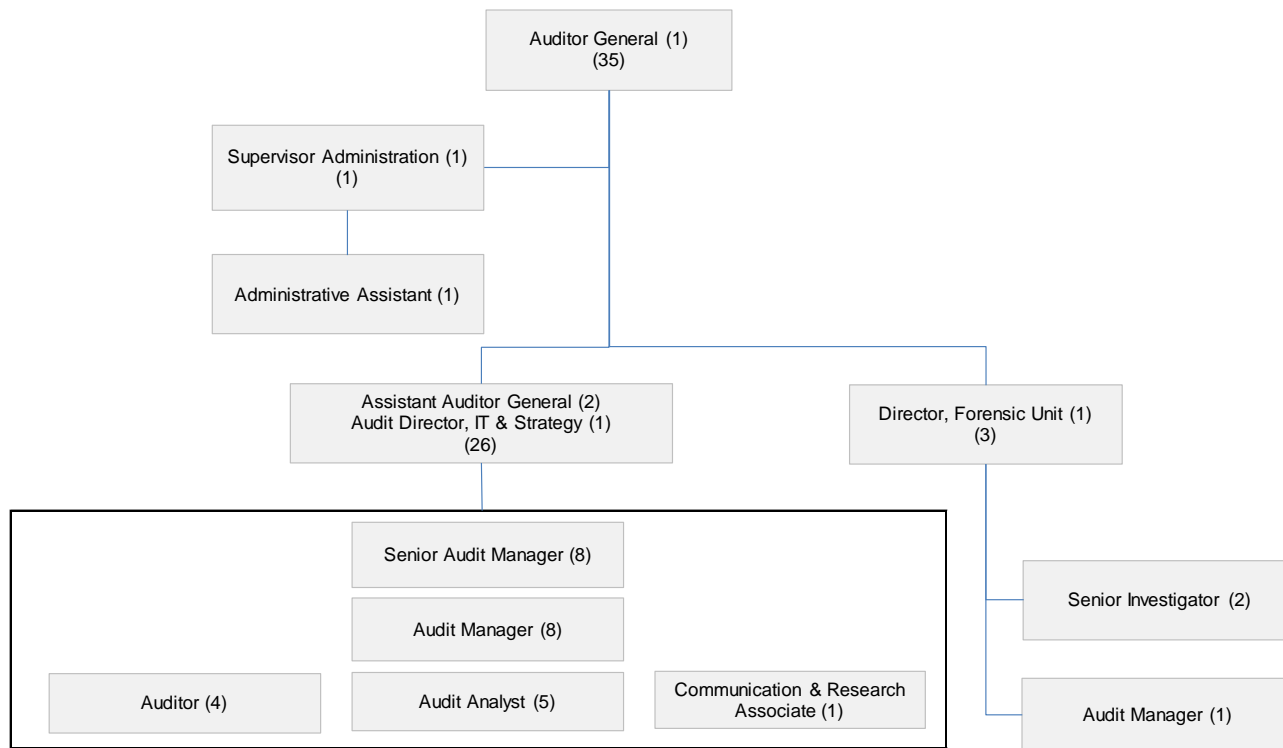 Auditor General (1)
(35)
Supervisor Administration (1)
(1)
Administrative Assistant (1)
Assistant Auditor General (2)
Audit Director, IT & Strategy (1)
(26)
Director, Forensic Unit (1)
(3)
Senior Audit Manager (8)
Audit Manager (8)
Auditor (4)
Audit Analyst (5)
Communication & Research
Associate (1)
Senior Investigator (2)
Audit Manager (1)